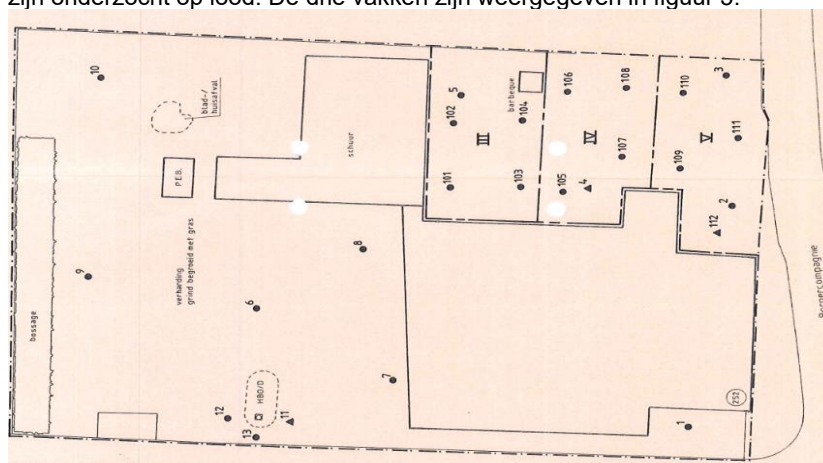 zijn onderzocht op lood. De drie vakken zijn weergegeven in figuur 3.
10
blad-/
huisafval
bossage
P.E.B.
schuur
102
5
III
barbeque
104
101
103
106
108
IV
107
105
4
110
3
V
111
109
2
112
9
verharding
grind begroeid met gras
8
6
7
12
HBO/D
11
13
1
252